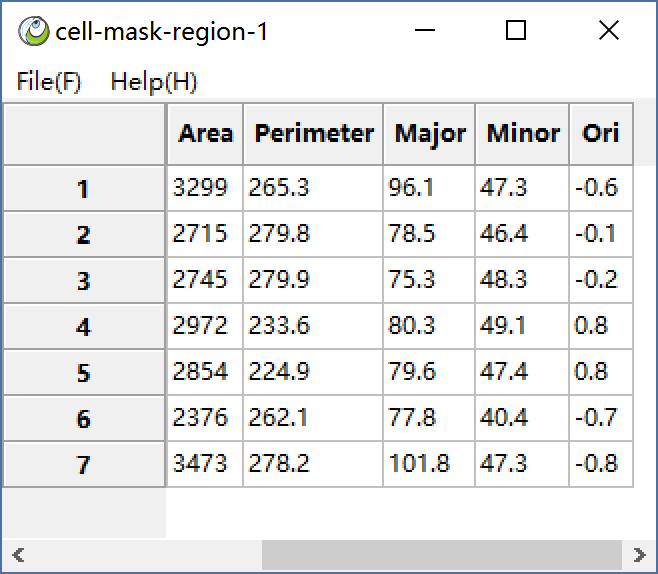 cell-mask-region-1
File(F) Help(H)
Area Perimeter Major Minor Ori
1 3299 265.3 96.1 47.3 -0.6
2 2715 279.8 78.5 46.4 -0.1
3 2745 279.9 75.3 48.3 -0.2
4 2972 233.6 80.3 49.1 0.8
5 2854 224.9 79.6 47.4 0.8
6 2376 262.1 77.8 40.4 -0.7
7 3473 278.2 101.8 47.3 -0.8